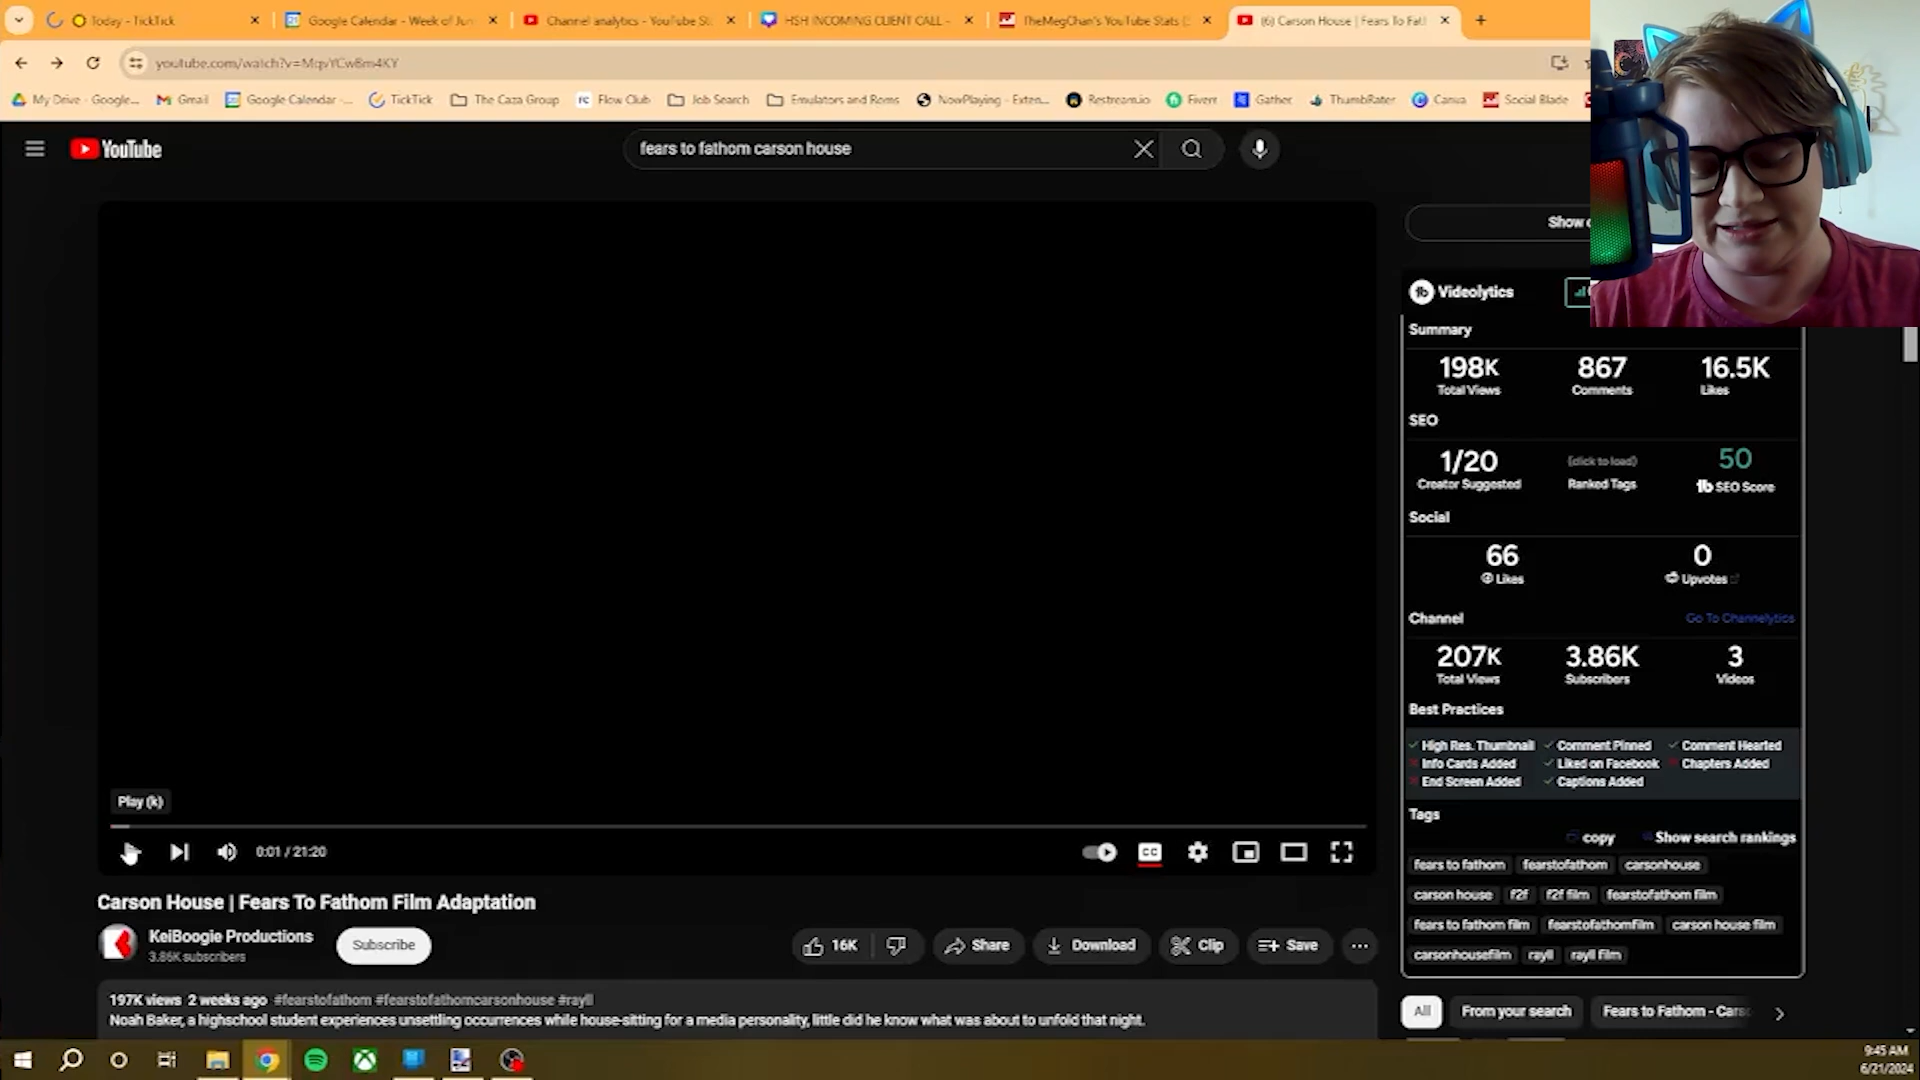 Today - TickTick
Google Calendar - Week of Jun
Channel analytics - YouTube St
HSH INCOMING CLIENT CALL -
TheMegChan's YouTube Stats (
(6) Carson House | Fears To Fat
youtube.com/watch?v=MqvYCw8m4KY
My Drive - Google...
Gmail
Google Calendar -...
TickTick
The Caza Group
Flow Club
Job Search
Emulators and Roms
NowPlaying - Exten...
Restream.io
Fiverr
Gather
ThumbRater
Canva
Social Blade
YouTube
fears to fathom carson house
Show
Videolytics
Summary
198K 867 16.5K
Total Views Comments Likes
SEO
1/20 (click to load) 50
Creator Suggested Ranked Tags tb SEO Score
Social
66 0
Likes Upvotes
Channel Go To Channelytics
207K 3.86K 3
Total Views Subscribers Videos
Best Practices
High Res. Thumbnail Comment Pinned Comment Hearted
Info Cards Added Liked on Facebook Chapters Added
End Screen Added Captions Added
Tags
copy Show search rankings
fears to fathom fearstofathom carsonhouse
carson house f2f f2f film fearstofathom film
fears to fathom film fearstofathomfilm carson house film
carsonhousefilm rayll rayll film
All From your search Fears to Fathom - Cars
Play (k)
0:01 / 21:20
CC
Carson House | Fears To Fathom Film Adaptation
KeiBoogie Productions
3.86K subscribers
Subscribe
16K
Share
Download
Clip
Save
197K views 2 weeks ago #fearstofathom #fearstofathomcarsonhouse #rayll
Noah Baker, a highschool student experiences unsettling occurrences while house-sitting for a media personality, little did he know what was about to unfold that night.
9:45 AM
6/21/2024